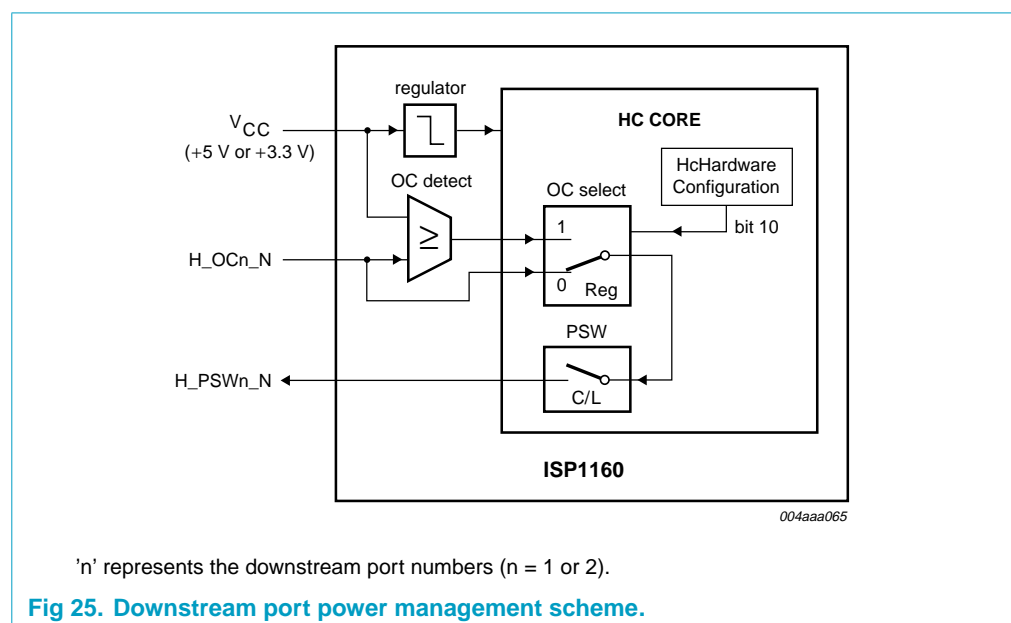 regulator
HC CORE
VCC
(+5 V or +3.3 V)
HcHardware
Configuration
OC detect
OC select
1
bit 10
≥
H_OCn_N
0
Reg
PSW
H_PSWn_N
C/L
ISP1160
004aaa065
'n' represents the downstream port numbers (n = 1 or 2).
Fig 25. Downstream port power management scheme.